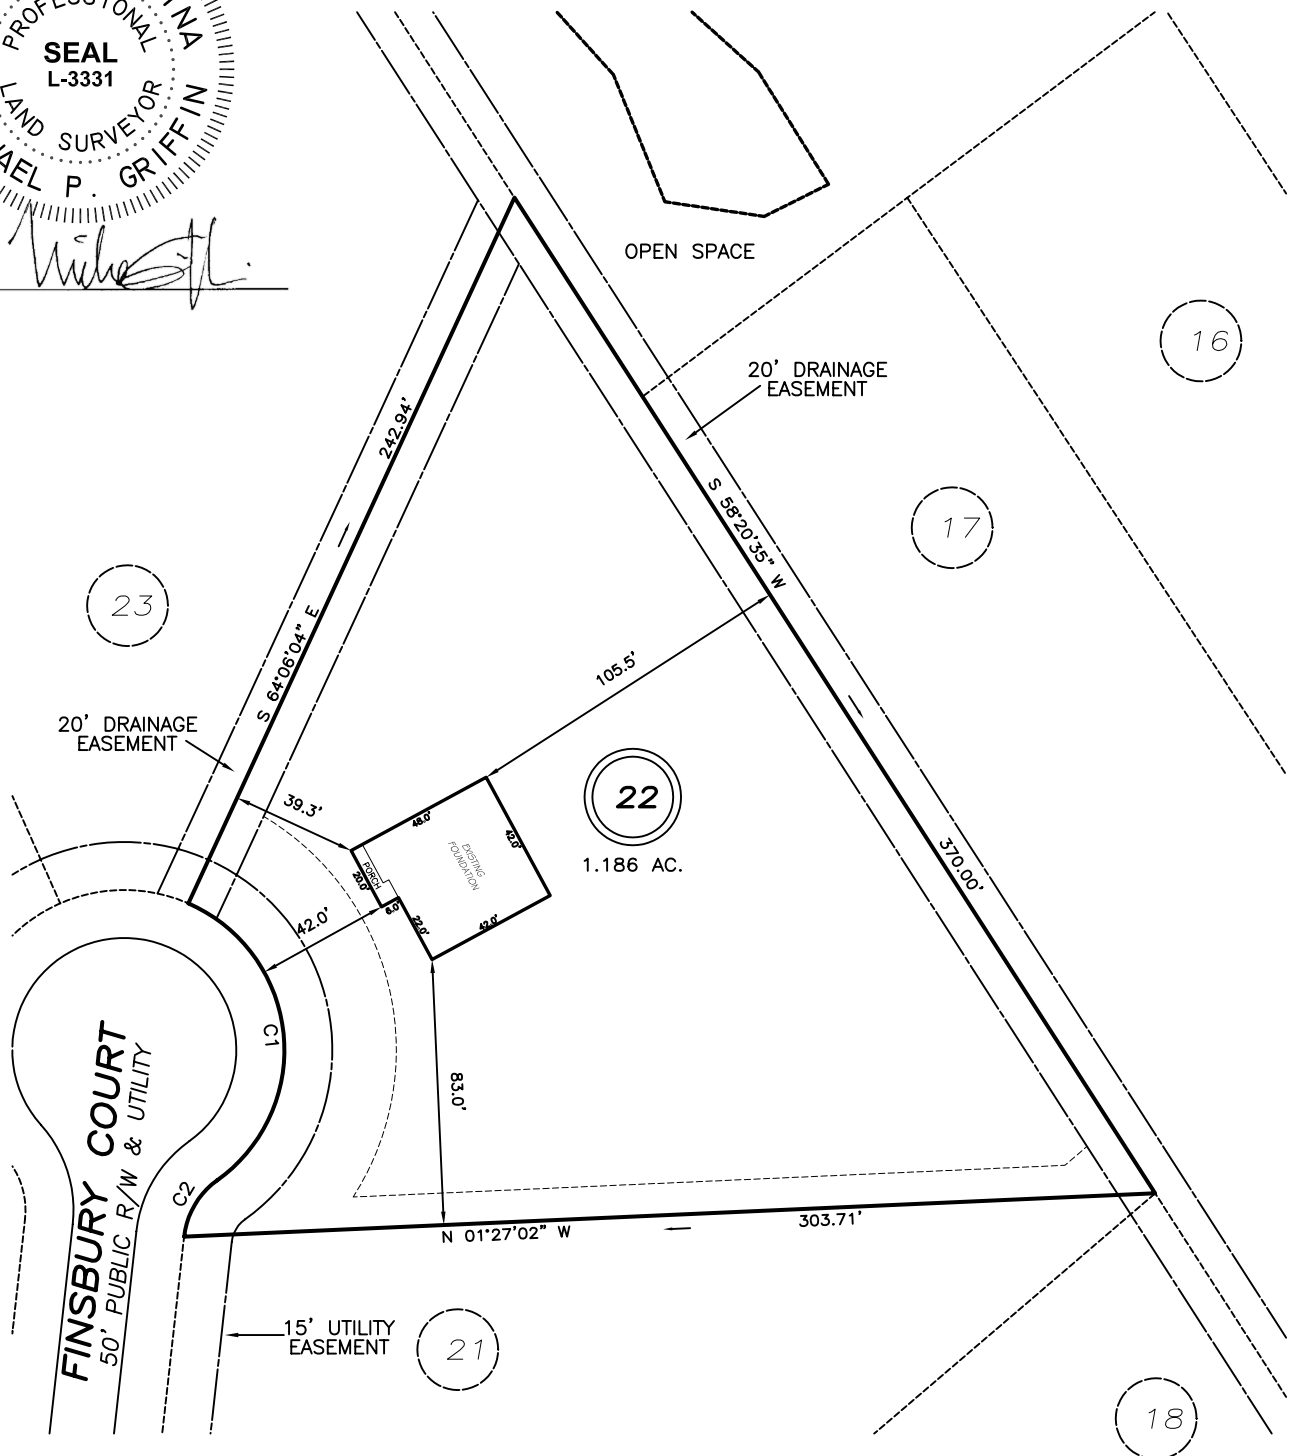 PROFESSIONAL
SEAL
L-3331
LAND SURVEYOR
P. GRIFFIN
OPEN SPACE
16
20' DRAINAGE
EASEMENT
242.94'
S 58°20'35" W
17
23
S 64°06'04" E
105.5'
20' DRAINAGE
EASEMENT
39.3'
22
1.186 AC.
48.0'
42.0'
EXISTING
FOUNDATION
PORCH
20.0'
6.0'
22.0'
42.0'
370.00'
42.0'
C1
83.0'
FINSBURY COURT
50' PUBLIC R/W & UTILITY
C2
N 01°27'02" W
303.71'
15' UTILITY
EASEMENT
21
18